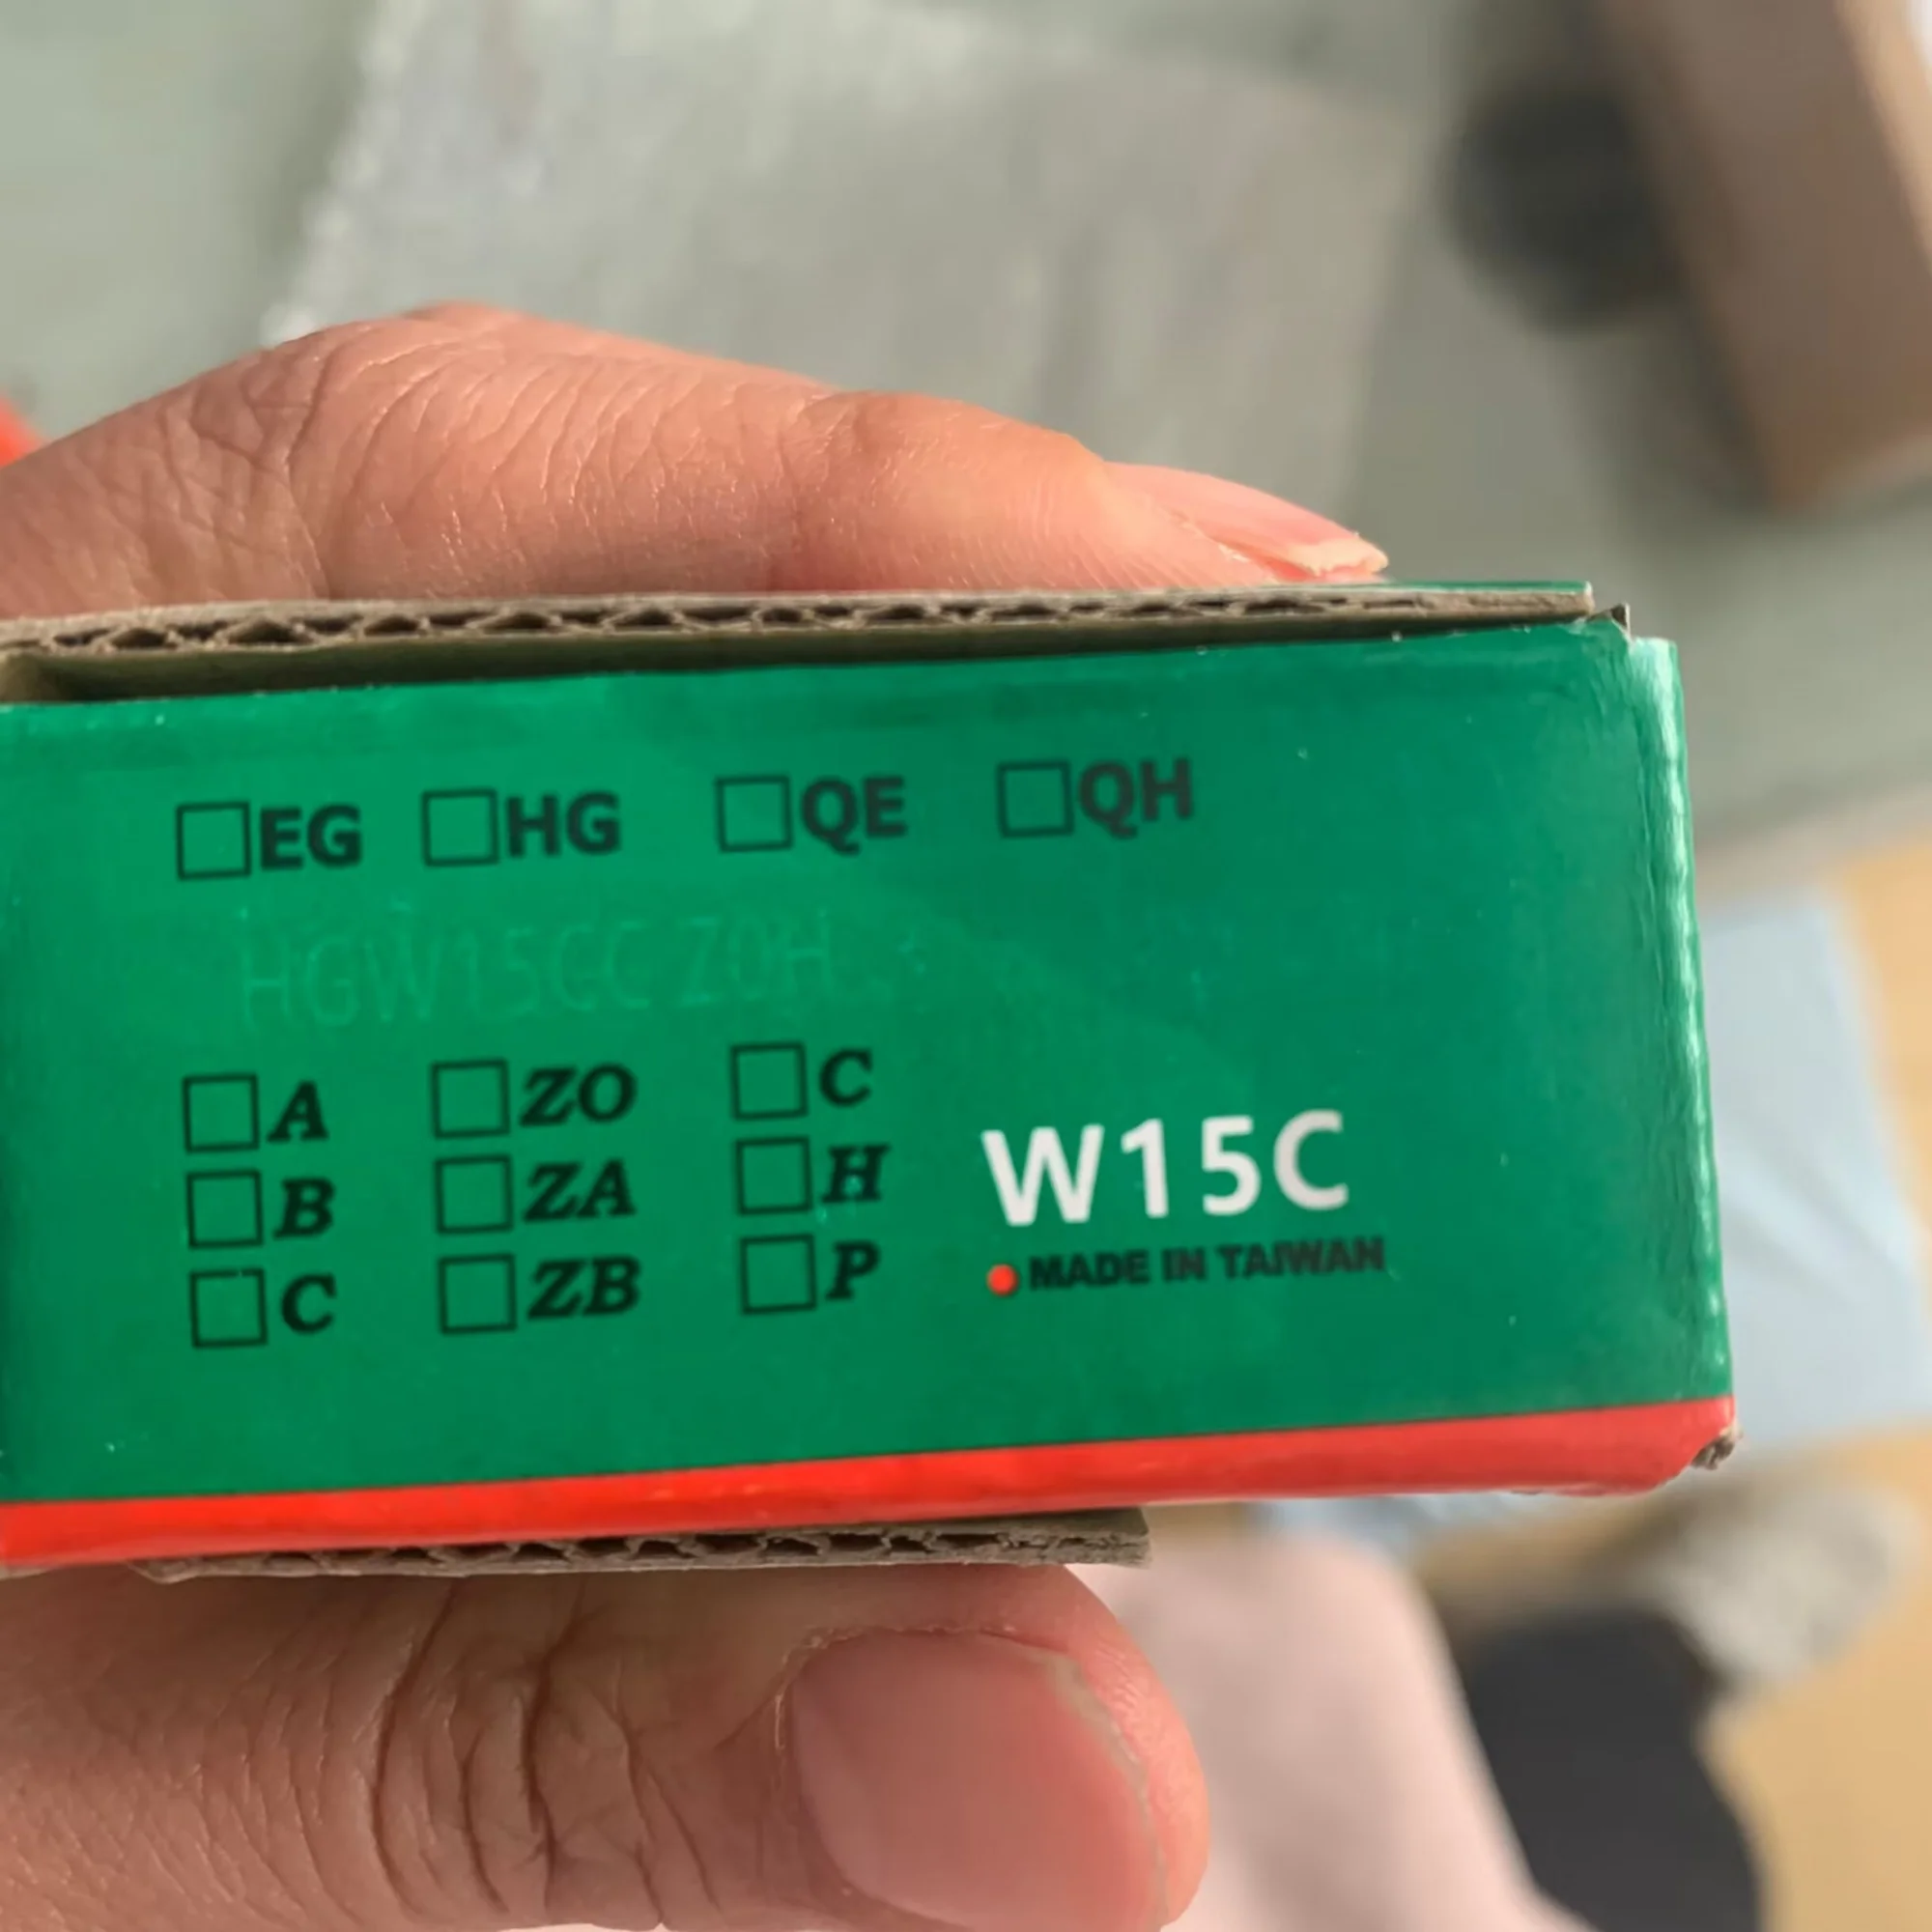 EG HG QE QH
HGW15CC Z0H
A ZO C
B ZA H
C ZB P
W15C
MADE IN TAIWAN